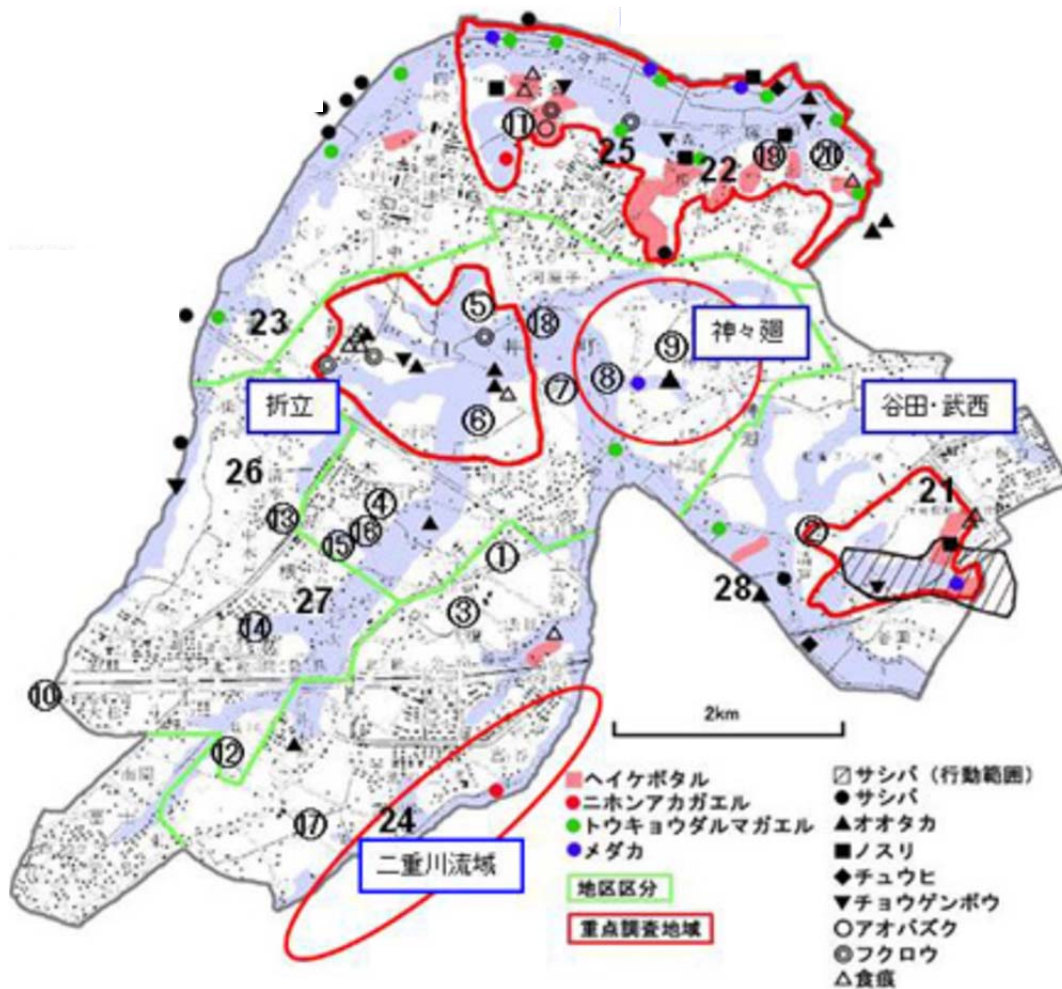 ⑪
25
22
⑲
⑳
23
⑤
⑱
⑨
神々廻
折立
⑦
⑧
谷田・武西
⑥
26
④
21
⑬
⑮
⑯
①
②
27
③
28
⑭
⑩
⑫
2km
⑰
24
二重川流域
ヘイケボタル
ニホンアカガエル
トウキョウダルマガエル
メダカ
地区区分
重点調査地域
サシバ（行動範囲）
サシバ
オオタカ
ノスリ
チュウヒ
チョウゲンボウ
アオバズク
フクロウ
食痕